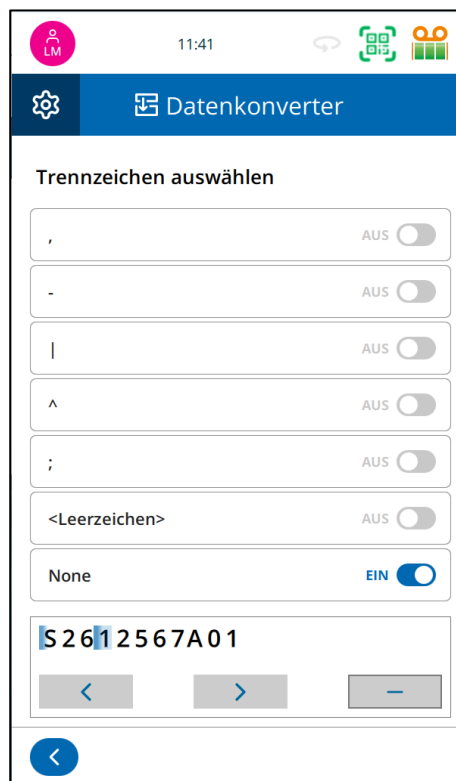 LM
11:41
Datenkonverter
Trennzeichen auswählen
, AUS
- AUS
| AUS
^ AUS
; AUS
<Leerzeichen> AUS
None EIN
S2612567A01